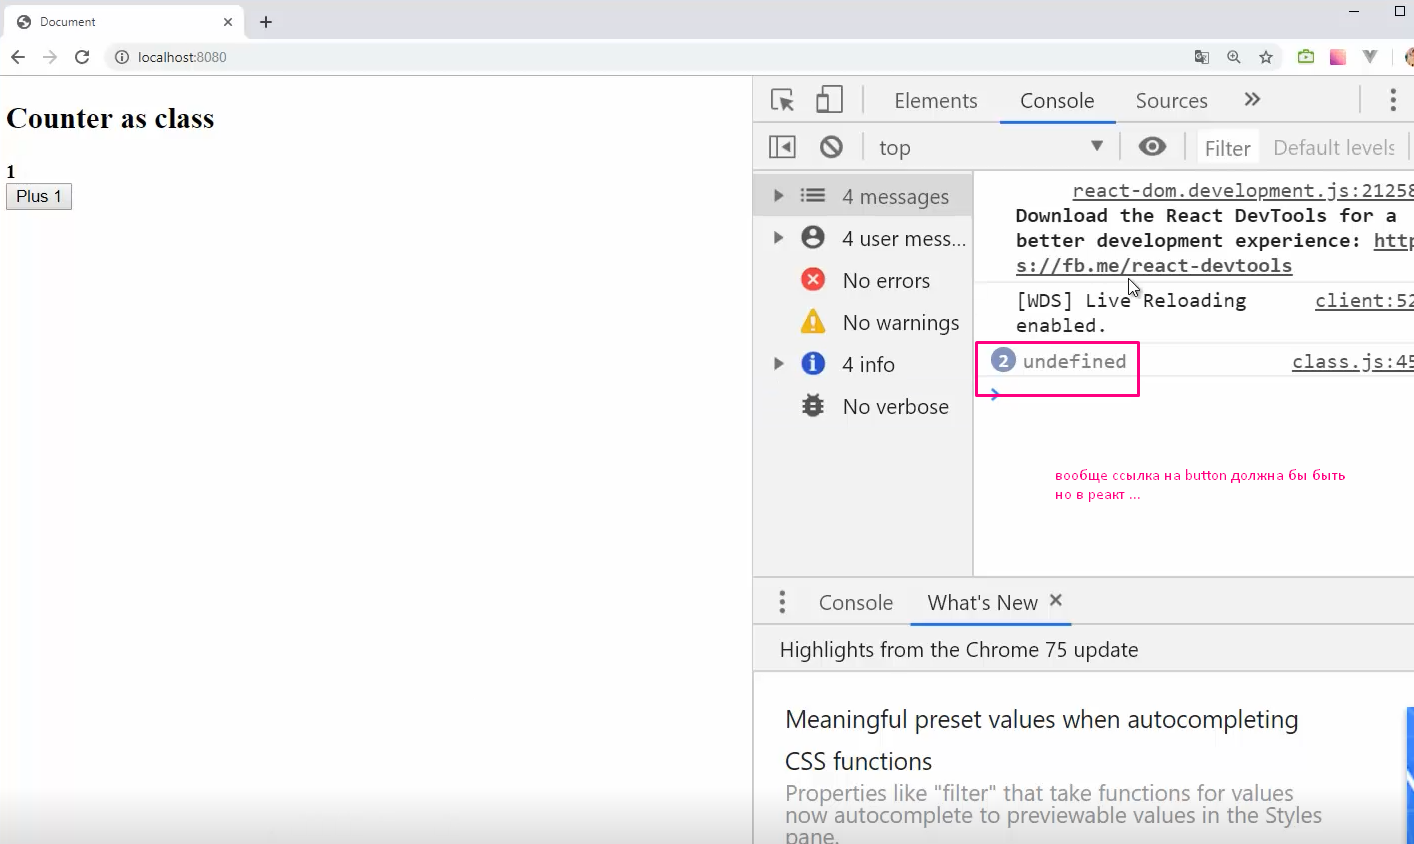 Document
localhost:8080
Counter as class
1
Plus 1
Elements
Console
Sources
top
Filter
Default levels
4 messages
4 user mess...
No errors
No warnings
4 info
No verbose
react-dom.development.js:21258
Download the React DevTools for a
better development experience: http
s://fb.me/react-devtools
[WDS] Live Reloading
client:52
enabled.
2 undefined
class.js:45
вообще ссылка на button должна бы быть
но в реакт ...
Console
What's New
Highlights from the Chrome 75 update
Meaningful preset values when autocompleting
CSS functions
Properties like "filter" that take functions for values
now autocomplete to previewable values in the Styles
pane.